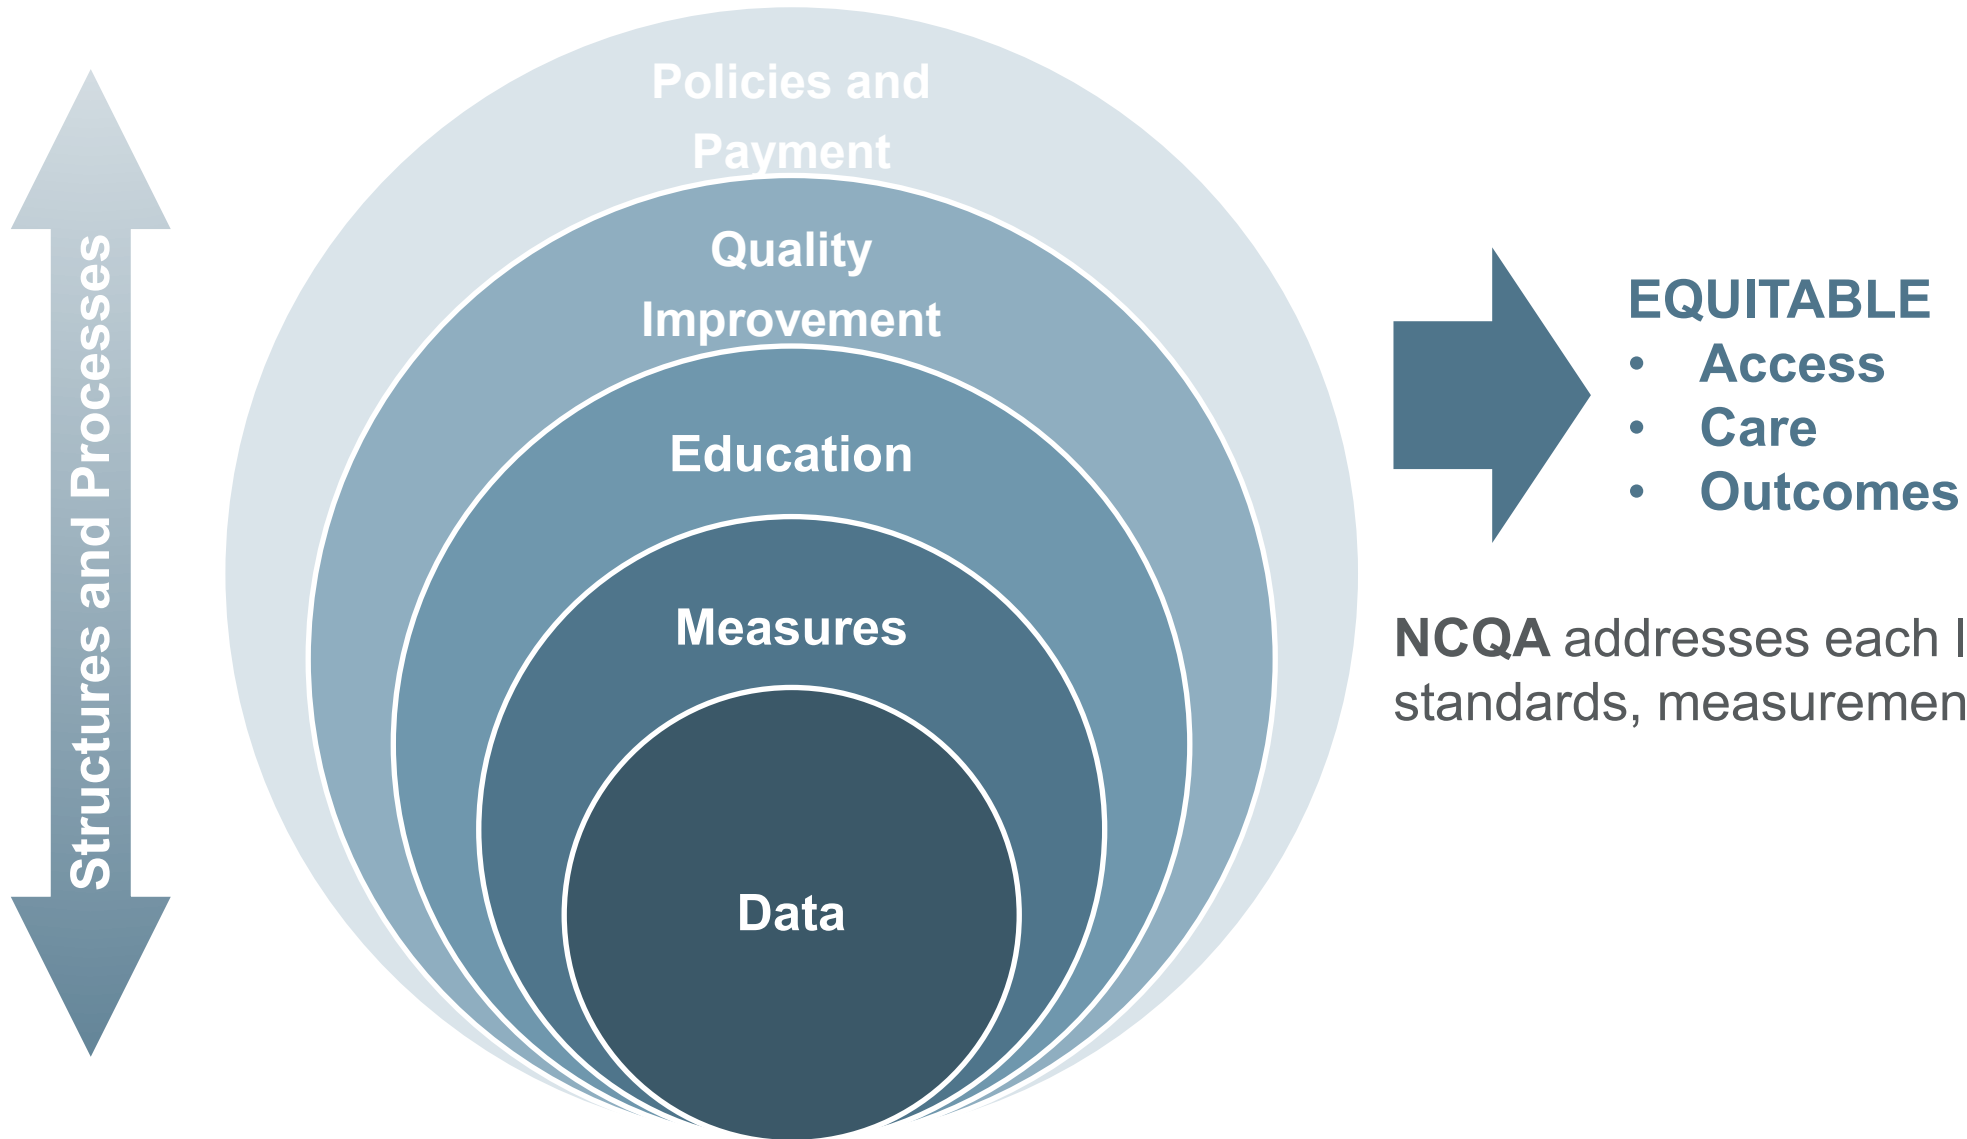 Structures and Processes
Policies and
Payment
Quality
Improvement
Education
Measures
Data
EQUITABLE
• Access
• Care
• Outcomes
NCQA addresses each
standards, measuremen